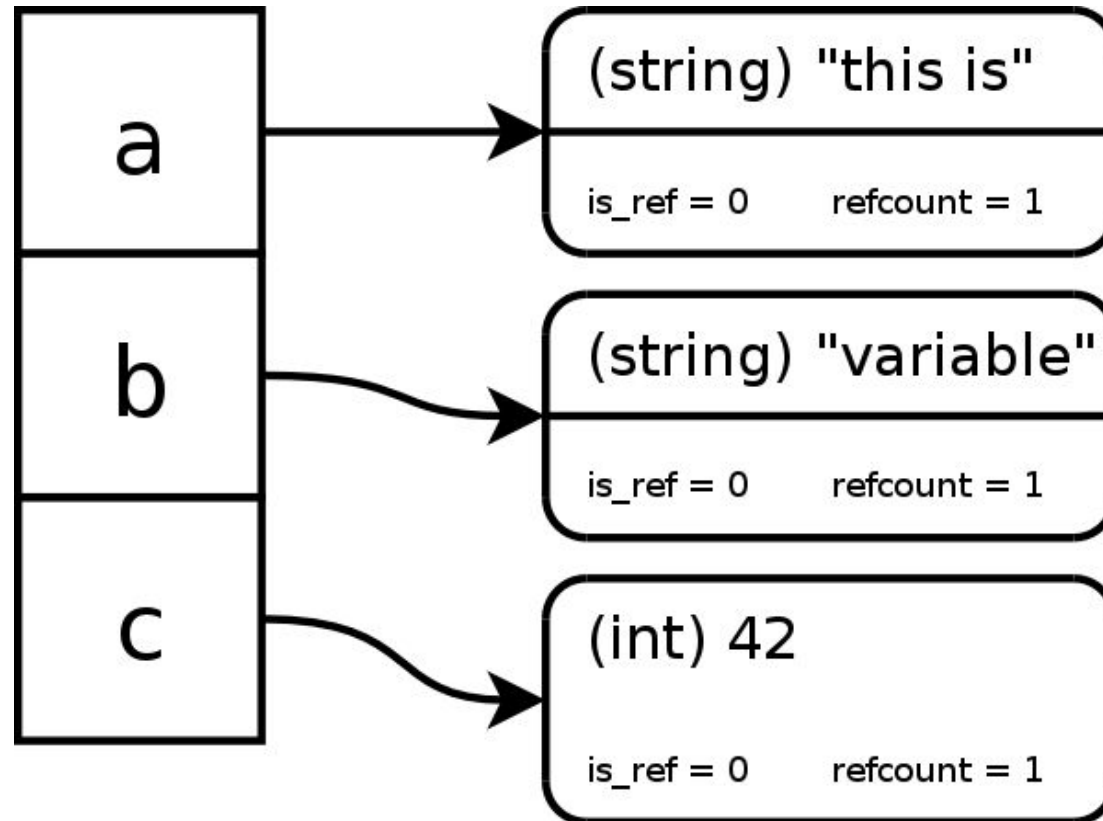 a
(string) "this is"
is_ref = 0 refcount = 1
b
(string) "variable"
is_ref = 0 refcount = 1
c
(int) 42
is_ref = 0 refcount = 1